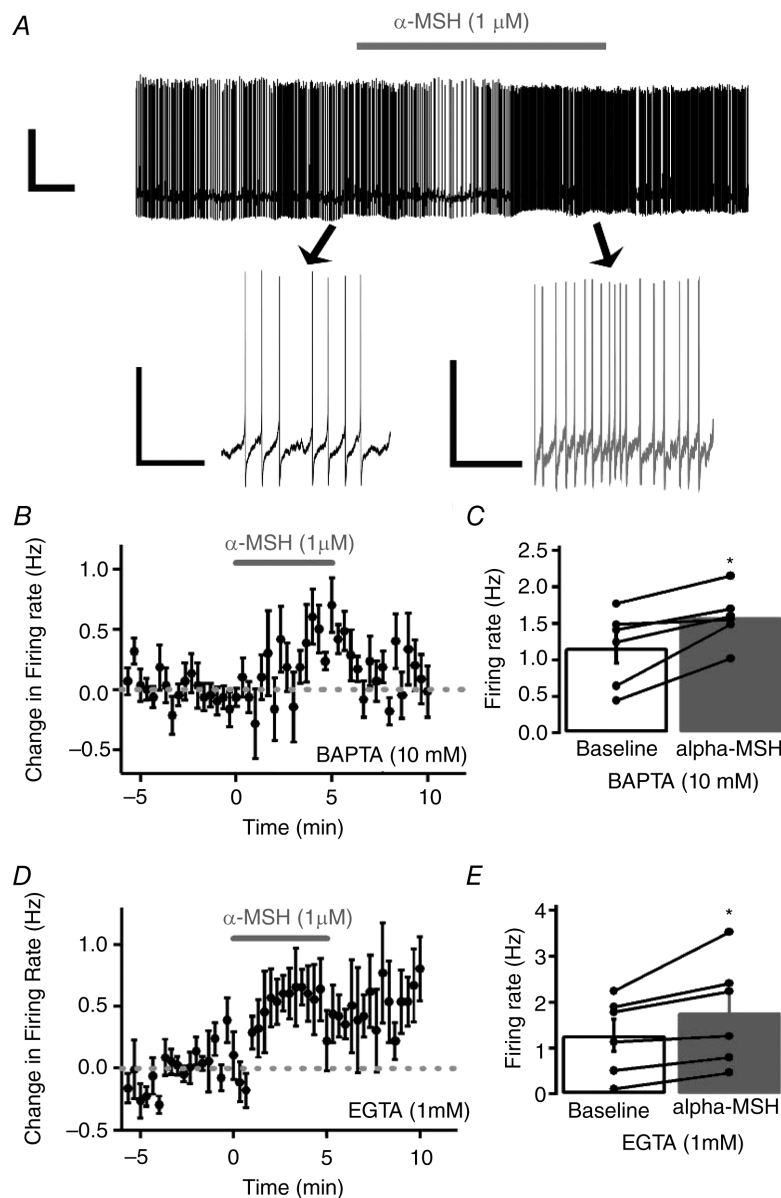 A
α-MSH (1 μM)
B
α-MSH (1μM)
Change in Firing rate (Hz)
1.0
0.5
0.0
−0.5
BAPTA (10 mM)
−5
0
5
10
Time (min)
C
*
Firing rate (Hz)
2.5
2.0
1.5
1.0
0.5
0.0
Baseline
alpha-MSH
BAPTA (10 mM)
D
α-MSH (1μM)
Change in Firing Rate (Hz)
1.0
0.5
0.0
−0.5
EGTA (1mM)
−5
0
5
10
Time (min)
E
*
Firing rate (Hz)
4
3
2
1
0
Baseline
alpha-MSH
EGTA (1mM)